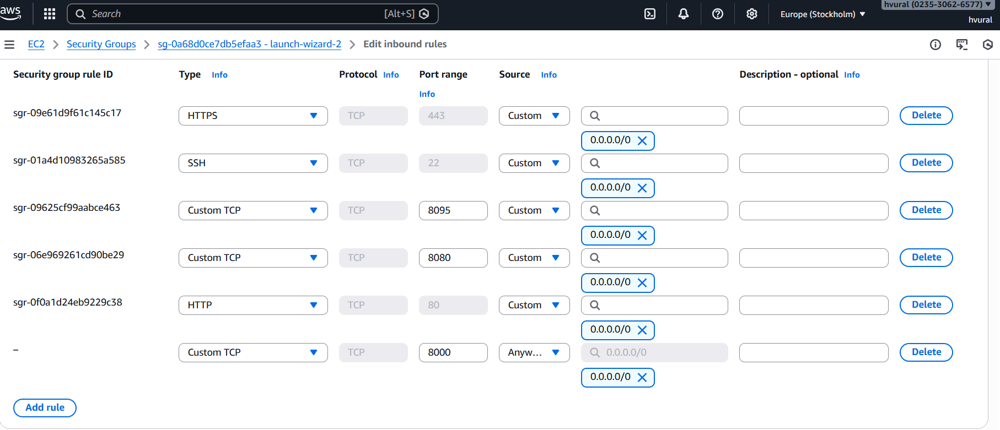 aws
Search [Alt+S]
Europe (Stockholm)
hvural (0235-3062-6577)
hvural
EC2 > Security Groups > sg-0a68d0ce7db5efaa3 - launch-wizard-2 > Edit inbound rules
Security group rule ID Type Info Protocol Info Port range Source Info Description - optional Info
Info
sgr-09e61d9f61c145c17 HTTPS TCP 443 Custom Delete
0.0.0.0/0
sgr-01a4d10983265a585 SSH TCP 22 Custom Delete
0.0.0.0/0
sgr-09625cf99aabce463 Custom TCP TCP 8095 Custom Delete
0.0.0.0/0
sgr-06e969261cd90be29 Custom TCP TCP 8080 Custom Delete
0.0.0.0/0
sgr-0f0a1d24eb9229c38 HTTP TCP 80 Custom Delete
0.0.0.0/0
– Custom TCP TCP 8000 Anyw... 0.0.0.0/0 Delete
0.0.0.0/0
Add rule